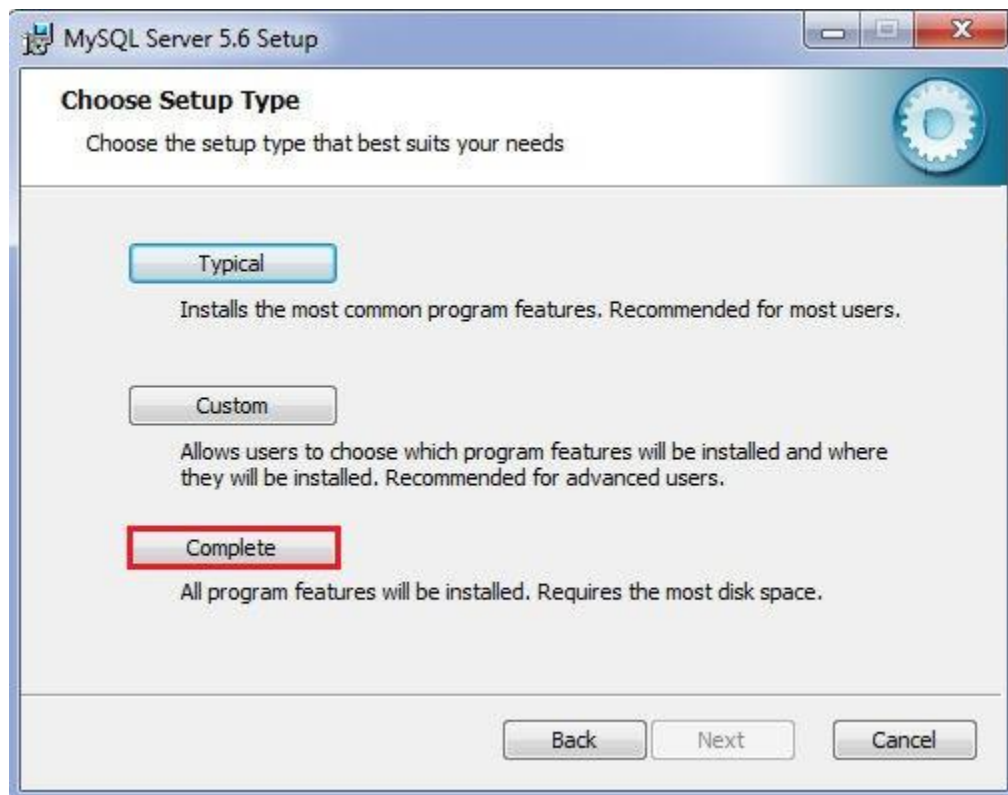 MySQL Server 5.6 Setup
Choose Setup Type
Choose the setup type that best suits your needs
Typical
Installs the most common program features. Recommended for most users.
Custom
Allows users to choose which program features will be installed and where
they will be installed. Recommended for advanced users.
Complete
All program features will be installed. Requires the most disk space.
Back Next Cancel